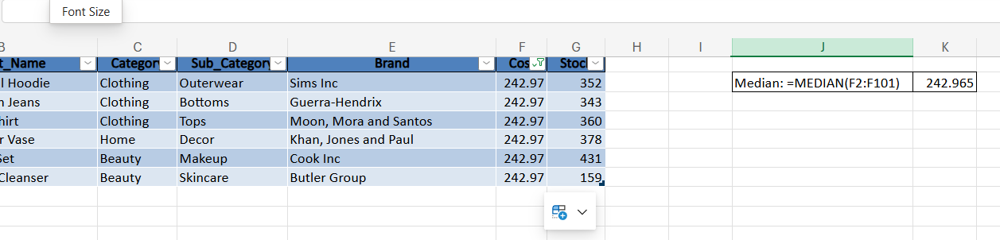 Font Size
B C D E F G H I J K
t_Name Categor Sub_Categor Brand Cos Stoc
l Hoodie Clothing Outerwear Sims Inc 242.97 352 Median: =MEDIAN(F2:F101) 242.965
n Jeans Clothing Bottoms Guerra-Hendrix 242.97 343
hirt Clothing Tops Moon, Mora and Santos 242.97 360
r Vase Home Decor Khan, Jones and Paul 242.97 378
Set Beauty Makeup Cook Inc 242.97 431
Cleanser Beauty Skincare Butler Group 242.97 159